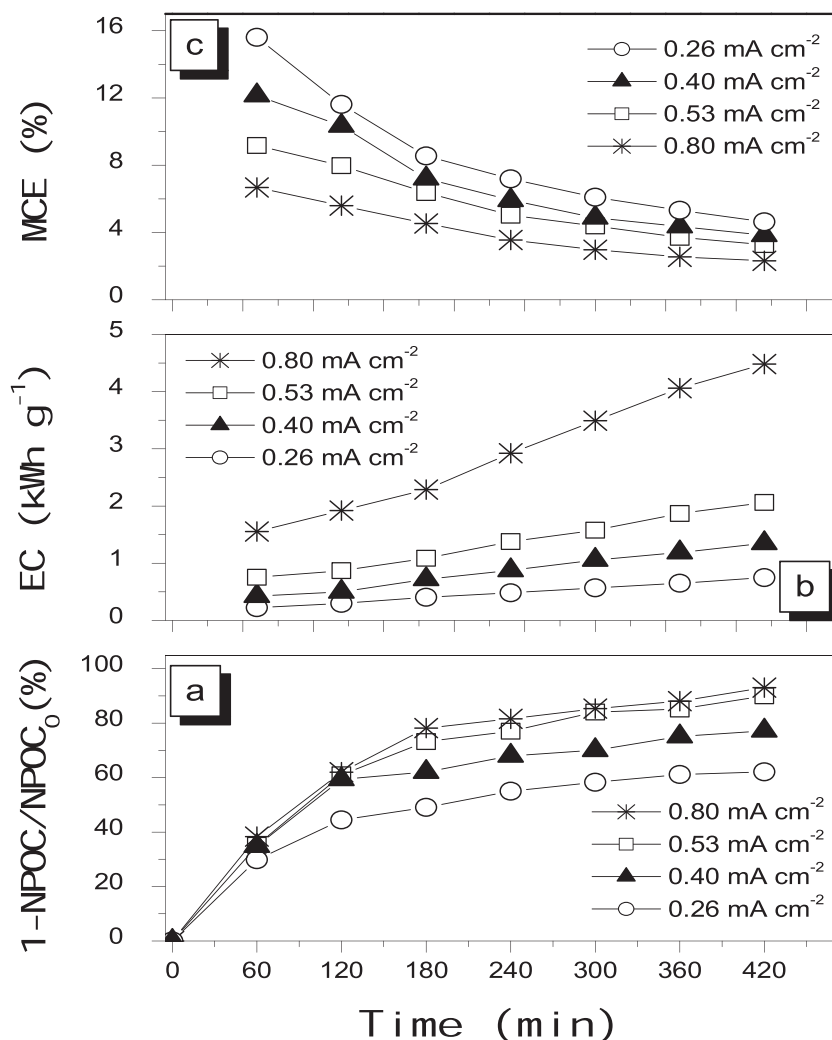 16
c
0.26 mA cm⁻²
0.40 mA cm⁻²
0.53 mA cm⁻²
0.80 mA cm⁻²
12
8
4
0
MCE (%)
5
0.80 mA cm⁻²
0.53 mA cm⁻²
0.40 mA cm⁻²
0.26 mA cm⁻²
4
3
2
1
0
EC (kWh g⁻¹)
b
100
a
80
60
40
20
0
1-NPOC/NPOC₀(%)
0.80 mA cm⁻²
0.53 mA cm⁻²
0.40 mA cm⁻²
0.26 mA cm⁻²
0 60 120 180 240 300 360 420
Time (min)